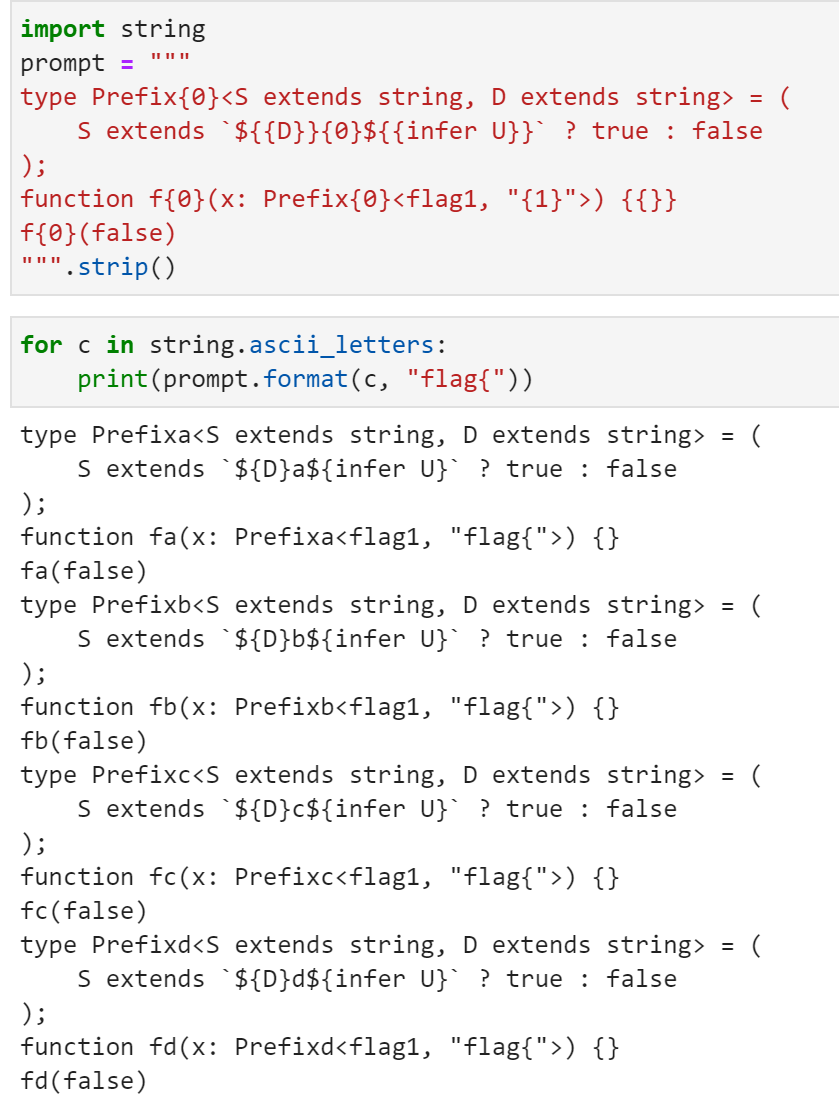 import string
prompt = """
type Prefix{0}<S extends string, D extends string> = (
    S extends `${{D}}{0}${{infer U}}` ? true : false
);
function f{0}(x: Prefix{0}<flag1, "{1}">) {{}}
f{0}(false)
""".strip()
for c in string.ascii_letters:
    print(prompt.format(c, "flag{"))
type Prefixa<S extends string, D extends string> = (
    S extends `${D}a${infer U}` ? true : false
);
function fa(x: Prefixa<flag1, "flag{">) {}
fa(false)
type Prefixb<S extends string, D extends string> = (
    S extends `${D}b${infer U}` ? true : false
);
function fb(x: Prefixb<flag1, "flag{">) {}
fb(false)
type Prefixc<S extends string, D extends string> = (
    S extends `${D}c${infer U}` ? true : false
);
function fc(x: Prefixc<flag1, "flag{">) {}
fc(false)
type Prefixd<S extends string, D extends string> = (
    S extends `${D}d${infer U}` ? true : false
);
function fd(x: Prefixd<flag1, "flag{">) {}
fd(false)